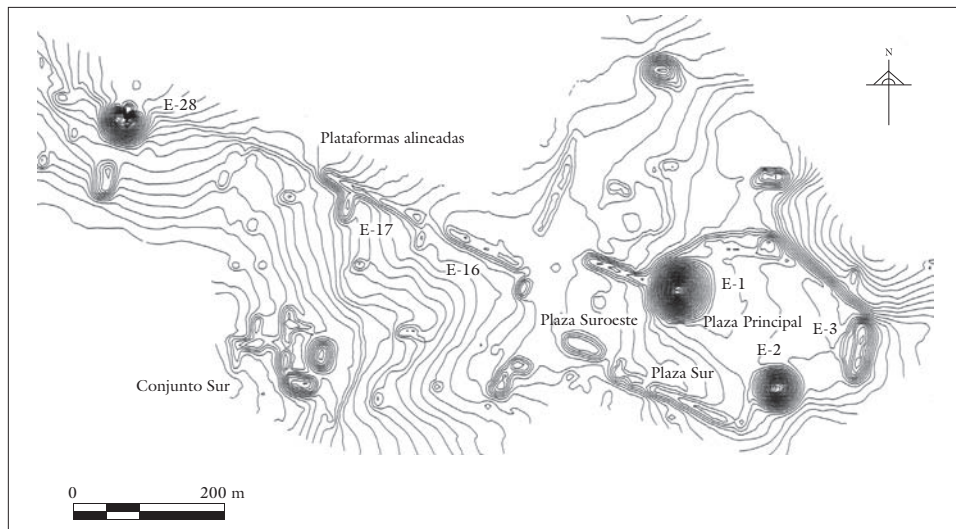 N
E-28
Plataformas alineadas
E-17
E-16
E-1
Plaza Suroeste
Plaza Principal
E-3
E-2
Plaza Sur
Conjunto Sur
0 200 m